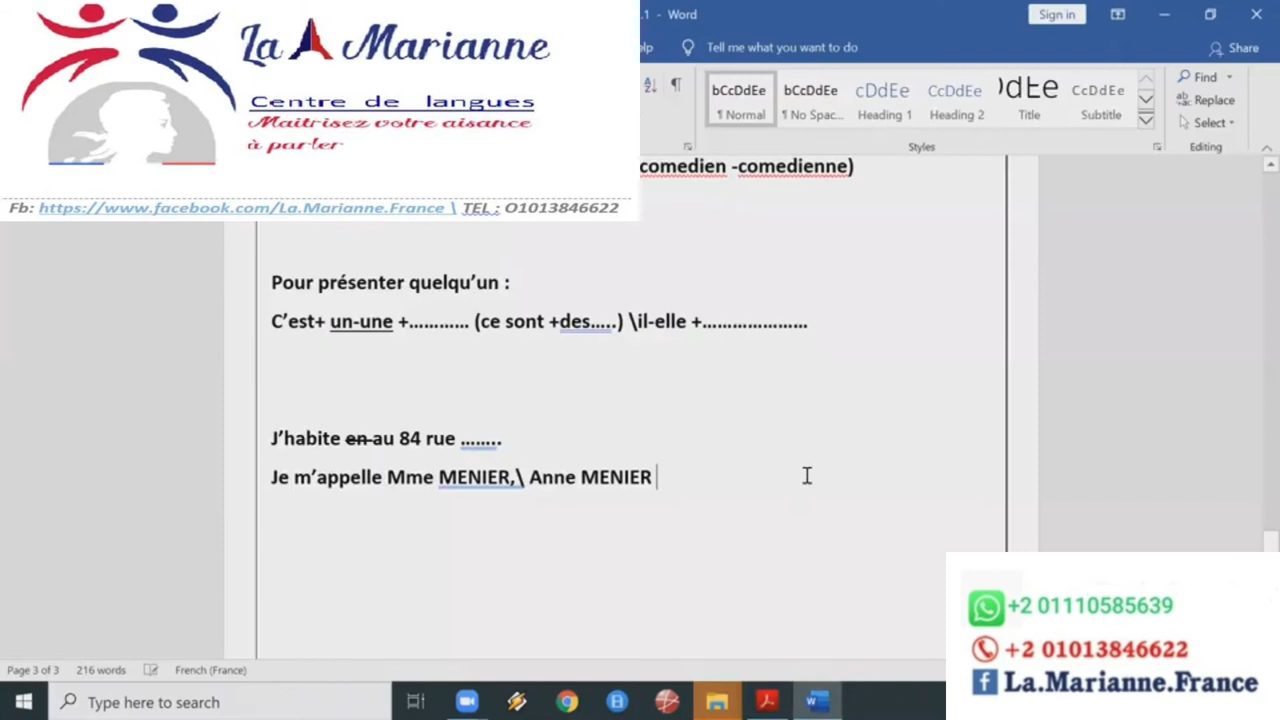 La Marianne
Centre de langues
Maitrisez votre aisance
à parler
Fb: https://www.facebook.com/La.Marianne.France \ TEL : O1013846622
.1 - Word
Sign in
lp
Tell me what you want to do
Share
bCcDdEe
bCcDdEe
cDdEe
CcDdEe
DdEe
CcDdEe
¶ Normal
¶ No Spac...
Heading 1
Heading 2
Title
Subtitle
Styles
Find
Replace
Select
Editing
comedien -comedienne)
Pour présenter quelqu’un :
C’est+ un-une +………… (ce sont +des…..) \il-elle +…………………
J’habite en au 84 rue ……..
Je m’appelle Mme MENIER,\ Anne MENIER
+2 01110585639
+2 01013846622
La.Marianne.France
Page 3 of 3
216 words
French (France)
Type here to search